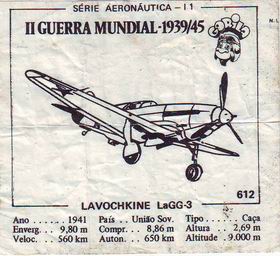 SÉRIE AERONÁUTICA - I1
II GUERRA MUNDIAL-1939/45
612
LAVOCHKINE LaGG-3
Ano ...... 1941 País .. União Sov. Tipo ..... Caça
Enverg... 9,80 m Compr... 8,86 m Altura .. 2,69 m
Veloc... 560 km Auton. . 650 km Altitude . 9.000 m